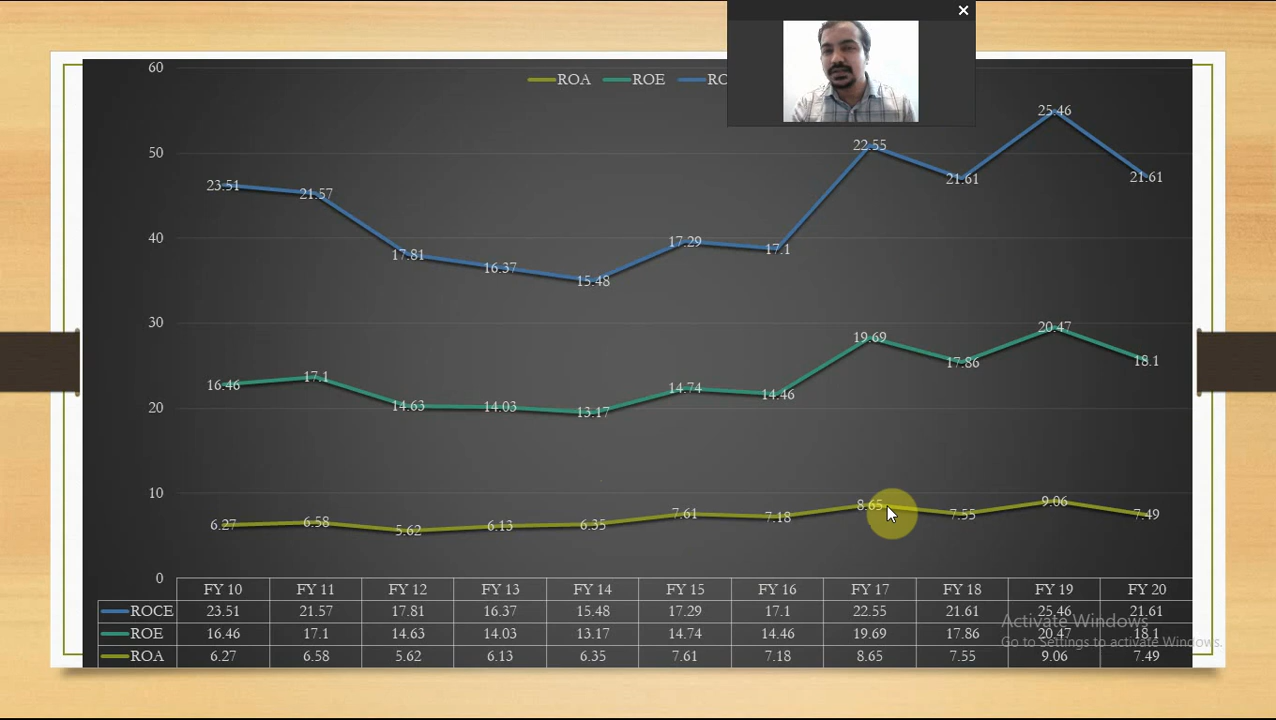 ROA ROE RO
60
50
40
30
20
10
0
23.51 21.57 17.81 16.37 15.48 17.29 17.1 22.55 21.61 25.46 21.61
16.46 17.1 14.63 14.03 13.17 14.74 14.46 19.69 17.86 20.47 18.1
6.27 6.58 5.62 6.13 6.35 7.61 7.18 8.65 7.55 9.06 7.49
FY 10 FY 11 FY 12 FY 13 FY 14 FY 15 FY 16 FY 17 FY 18 FY 19 FY 20
ROCE 23.51 21.57 17.81 16.37 15.48 17.29 17.1 22.55 21.61 25.46 21.61
ROE 16.46 17.1 14.63 14.03 13.17 14.74 14.46 19.69 17.86 20.47 18.1
ROA 6.27 6.58 5.62 6.13 6.35 7.61 7.18 8.65 7.55 9.06 7.49
Activate Windows
Go to Settings to activate Windows.